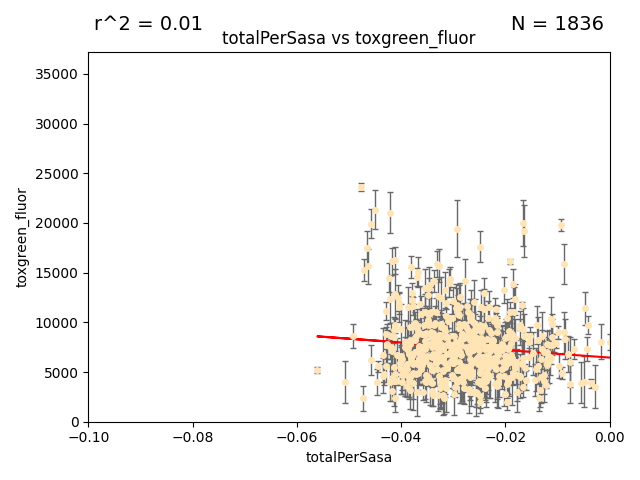 r^2 = 0.01
N = 1836
totalPerSasa vs toxgreen_fluor
toxgreen_fluor
35000
30000
25000
20000
15000
10000
5000
0
−0.10
−0.08
−0.06
−0.04
−0.02
0.00
totalPerSasa